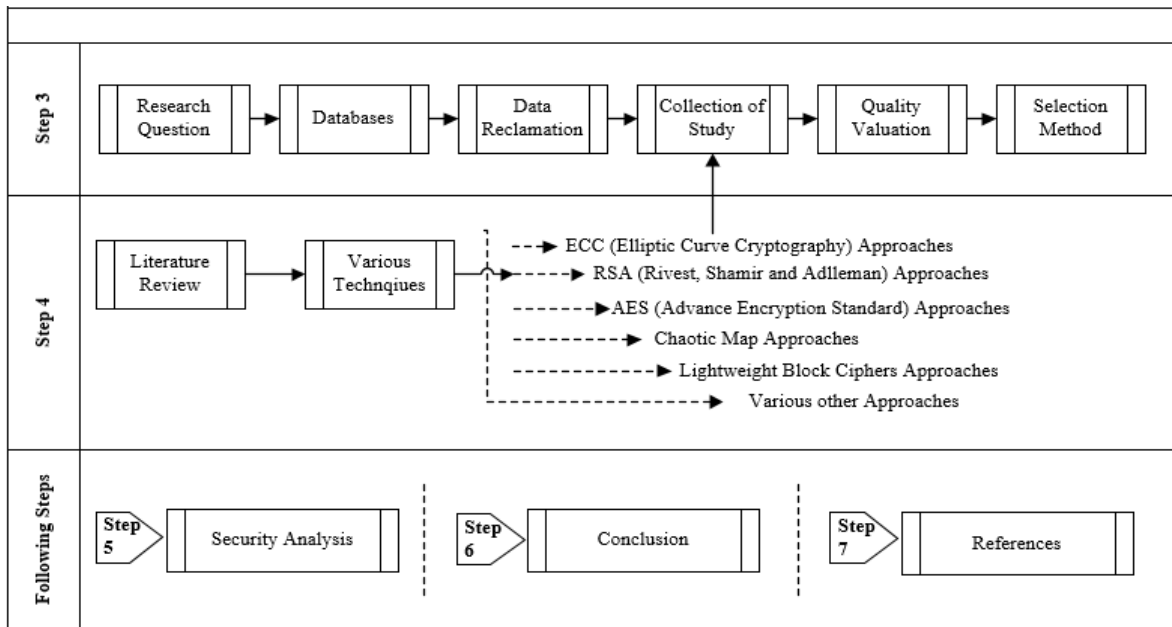 Step 3
Research
Question
Databases
Data
Reclamation
Collection of
Study
Quality
Valuation
Selection
Method
Step 4
Literature
Review
Various
Technqiues
ECC (Elliptic Curve Cryptography) Approaches
RSA (Rivest, Shamir and Adlleman) Approaches
AES (Advance Encryption Standard) Approaches
Chaotic Map Approaches
Lightweight Block Ciphers Approaches
Various other Approaches
Following Steps
Step
5
Security Analysis
Step
6
Conclusion
Step
7
References